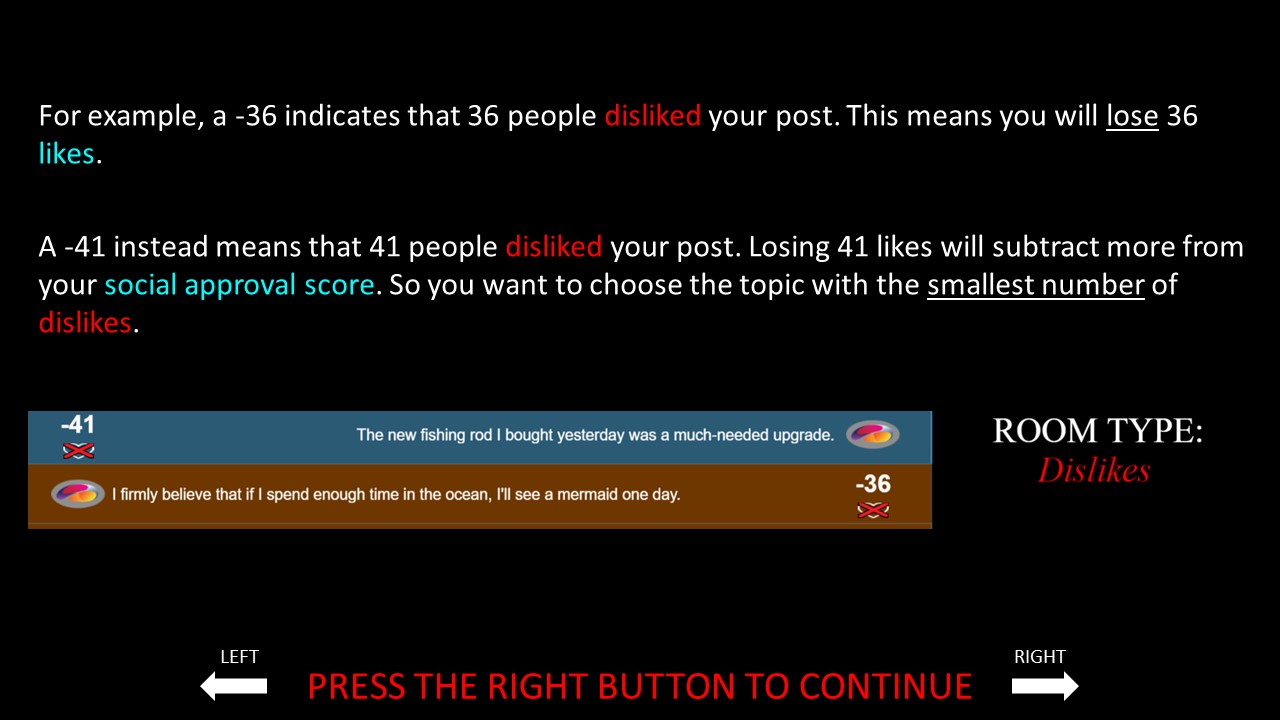 For example, a -36 indicates that 36 people disliked your post. This means you will lose 36
likes.
A -41 instead means that 41 people disliked your post. Losing 41 likes will subtract more from
your social approval score. So you want to choose the topic with the smallest number of
dislikes.
-41
The new fishing rod I bought yesterday was a much-needed upgrade.
I firmly believe that if I spend enough time in the ocean, I'll see a mermaid one day.
-36
ROOM TYPE:
Dislikes
LEFT
RIGHT
PRESS THE RIGHT BUTTON TO CONTINUE